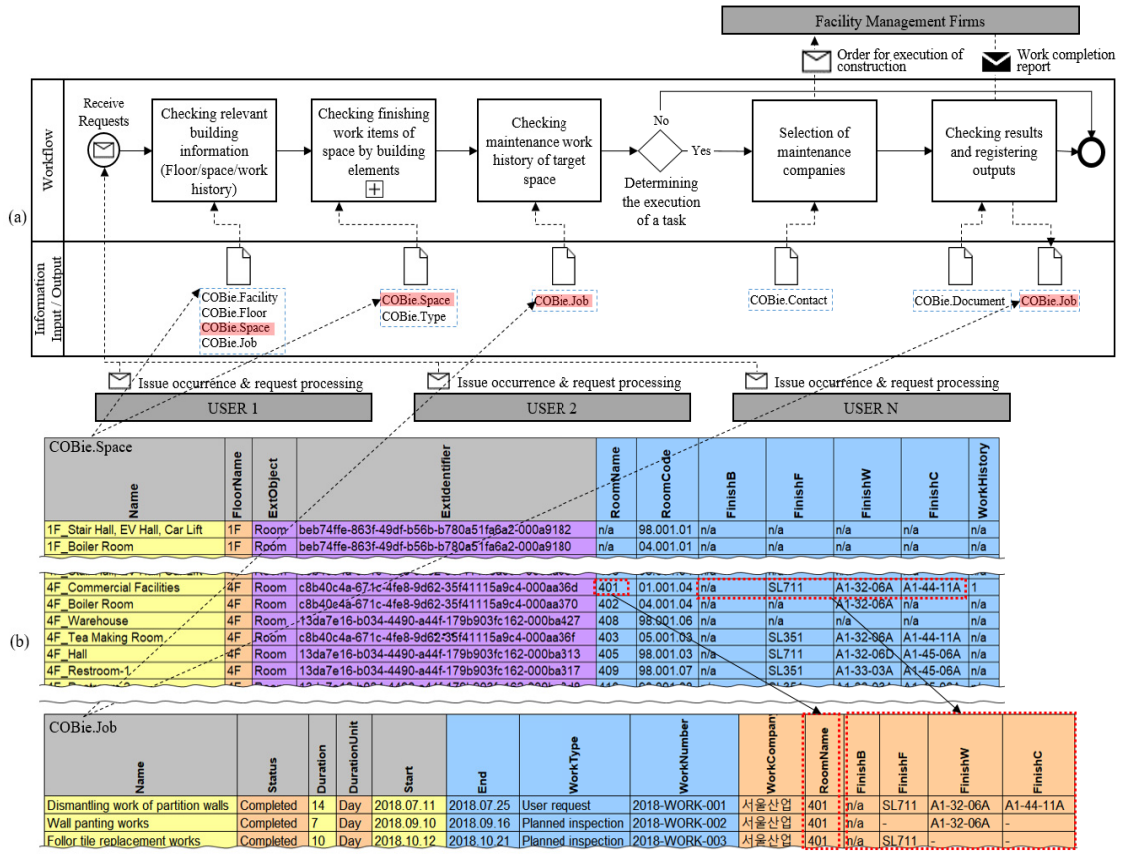 Facility Management Firms
Order for execution of
construction
Work completion
report
Workflow
Receive
Requests
Checking relevant
building
information
(Floor/space/work
history)
Checking finishing
work items of
space by building
elements
Checking
maintenance work
history of target
space
No
Yes
Determining
the execution
of a task
Selection of
maintenance
companies
Checking results
and registering
outputs
(a)
Information
Input / Output
COBie.Facility
COBie.Floor
COBie.Space
COBie.Job
COBie.Space
COBie.Type
COBie.Job
COBie.Contact
COBie.Document
COBie.Job
Issue occurrence & request processing
Issue occurrence & request processing
Issue occurrence & request processing
USER 1
USER 2
USER N
(b)
COBie.Space
Name FloorName ExtObject ExtIdentifier RoomName RoomCode FinishB FinishF FinishW FinishC WorkHistory
1F_Stair Hall, EV Hall, Car Lift 1F Room beb74ffe-863f-49df-b56b-b780a51fa6a2-000a9182 n/a 98.001.01 n/a n/a n/a n/a n/a
1F_Boiler Room 1F Room beb74ffe-863f-49df-b56b-b780a51fa6a2-000a9180 n/a 04.001.01 n/a n/a n/a n/a n/a
4F_Commercial Facilities 4F Room c8b40c4a-671c-4fe8-9d62-35f41115a9c4-000aa36d 401 01.001.04 n/a SL711 A1-32-06A A1-44-11A 1
4F_Boiler Room 4F Room c8b40c4a-671c-4fe8-9d62-35f41115a9c4-000aa370 402 04.001.04 n/a n/a A1-32-06A n/a n/a
4F_Warehouse 4F Room 13da7e16-b034-4490-a44f-179b903fc162-000ba427 408 98.001.06 n/a n/a n/a n/a n/a
4F_Tea Making Room 4F Room c8b40c4a-671c-4fe8-9d62-35f41115a9c4-000aa36f 403 05.001.03 n/a SL351 A1-32-06A A1-44-11A n/a
4F_Hall 4F Room 13da7e16-b034-4490-a44f-179b903fc162-000ba313 405 98.001.03 n/a SL711 A1-32-06D A1-45-06A n/a
4F_Restroom-1 4F Room 13da7e16-b034-4490-a44f-179b903fc162-000ba317 409 98.001.07 n/a SL351 A1-33-03A A1-45-06A n/a
COBie.Job
Name Status Duration DurationUnit Start End WorkType WorkNumber WorkCompan RoomName FinishB FinishF FinishW FinishC
Dismantling work of partition walls Completed 14 Day 2018.07.11 2018.07.25 User request 2018-WORK-001 서울산업 401 n/a SL711 A1-32-06A A1-44-11A
Wall panting works Completed 7 Day 2018.09.10 2018.09.16 Planned inspection 2018-WORK-002 서울산업 401 n/a - A1-32-06A -
Follor tile replacement works Completed 10 Day 2018.10.12 2018.10.21 Planned inspection 2018-WORK-003 서울산업 401 n/a SL711 - -